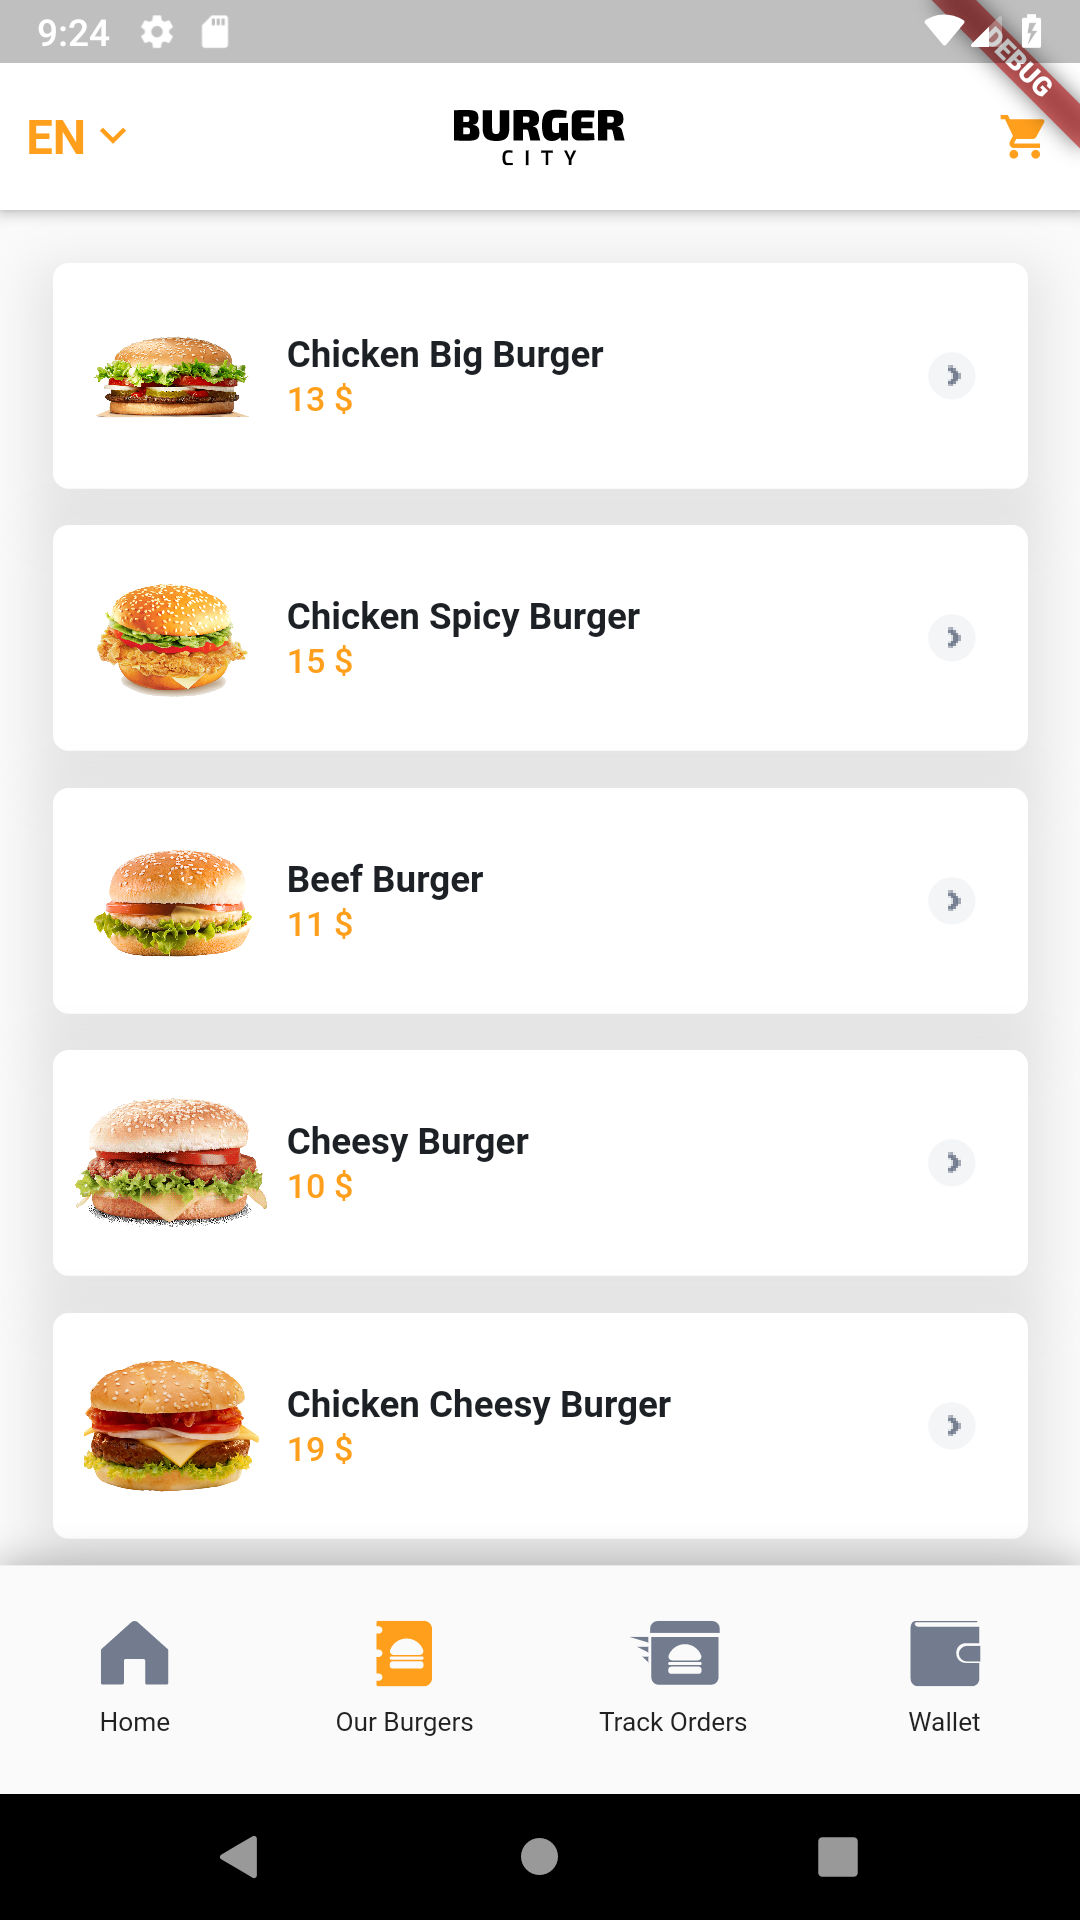 9:24
DEBUG
EN
BURGER
CITY
Chicken Big Burger
13 $
Chicken Spicy Burger
15 $
Beef Burger
11 $
Cheesy Burger
10 $
Chicken Cheesy Burger
19 $
Home
Our Burgers
Track Orders
Wallet